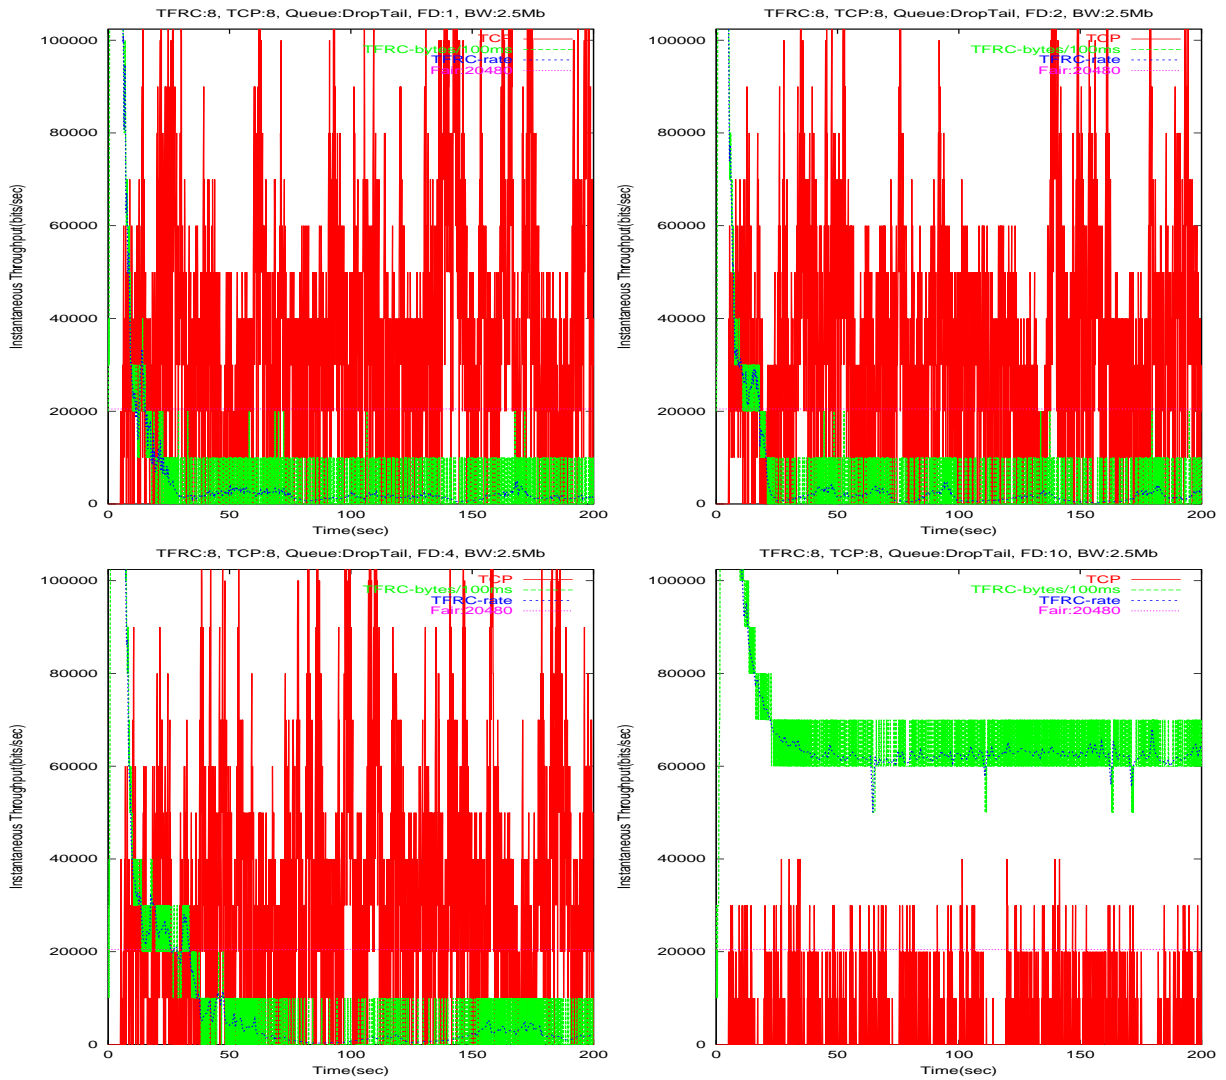 TFRC:8, TCP:8, Queue:DropTail, FD:1, BW:2.5Mb
Instantaneous Throughput(bits/sec)
100000
80000
60000
40000
20000
0
TCP
TFRC-bytes/100ms
TFRC-rate
Fair:20480
0 50 100 150 200
Time(sec)
TFRC:8, TCP:8, Queue:DropTail, FD:2, BW:2.5Mb
Instantaneous Throughput(bits/sec)
100000
80000
60000
40000
20000
0
TCP
TFRC-bytes/100ms
TFRC-rate
Fair:20480
0 50 100 150 200
Time(sec)
TFRC:8, TCP:8, Queue:DropTail, FD:4, BW:2.5Mb
Instantaneous Throughput(bits/sec)
100000
80000
60000
40000
20000
0
TCP
TFRC-bytes/100ms
TFRC-rate
Fair:20480
0 50 100 150 200
Time(sec)
TFRC:8, TCP:8, Queue:DropTail, FD:10, BW:2.5Mb
Instantaneous Throughput(bits/sec)
100000
80000
60000
40000
20000
0
TCP
TFRC-bytes/100ms
TFRC-rate
Fair:20480
0 50 100 150 200
Time(sec)